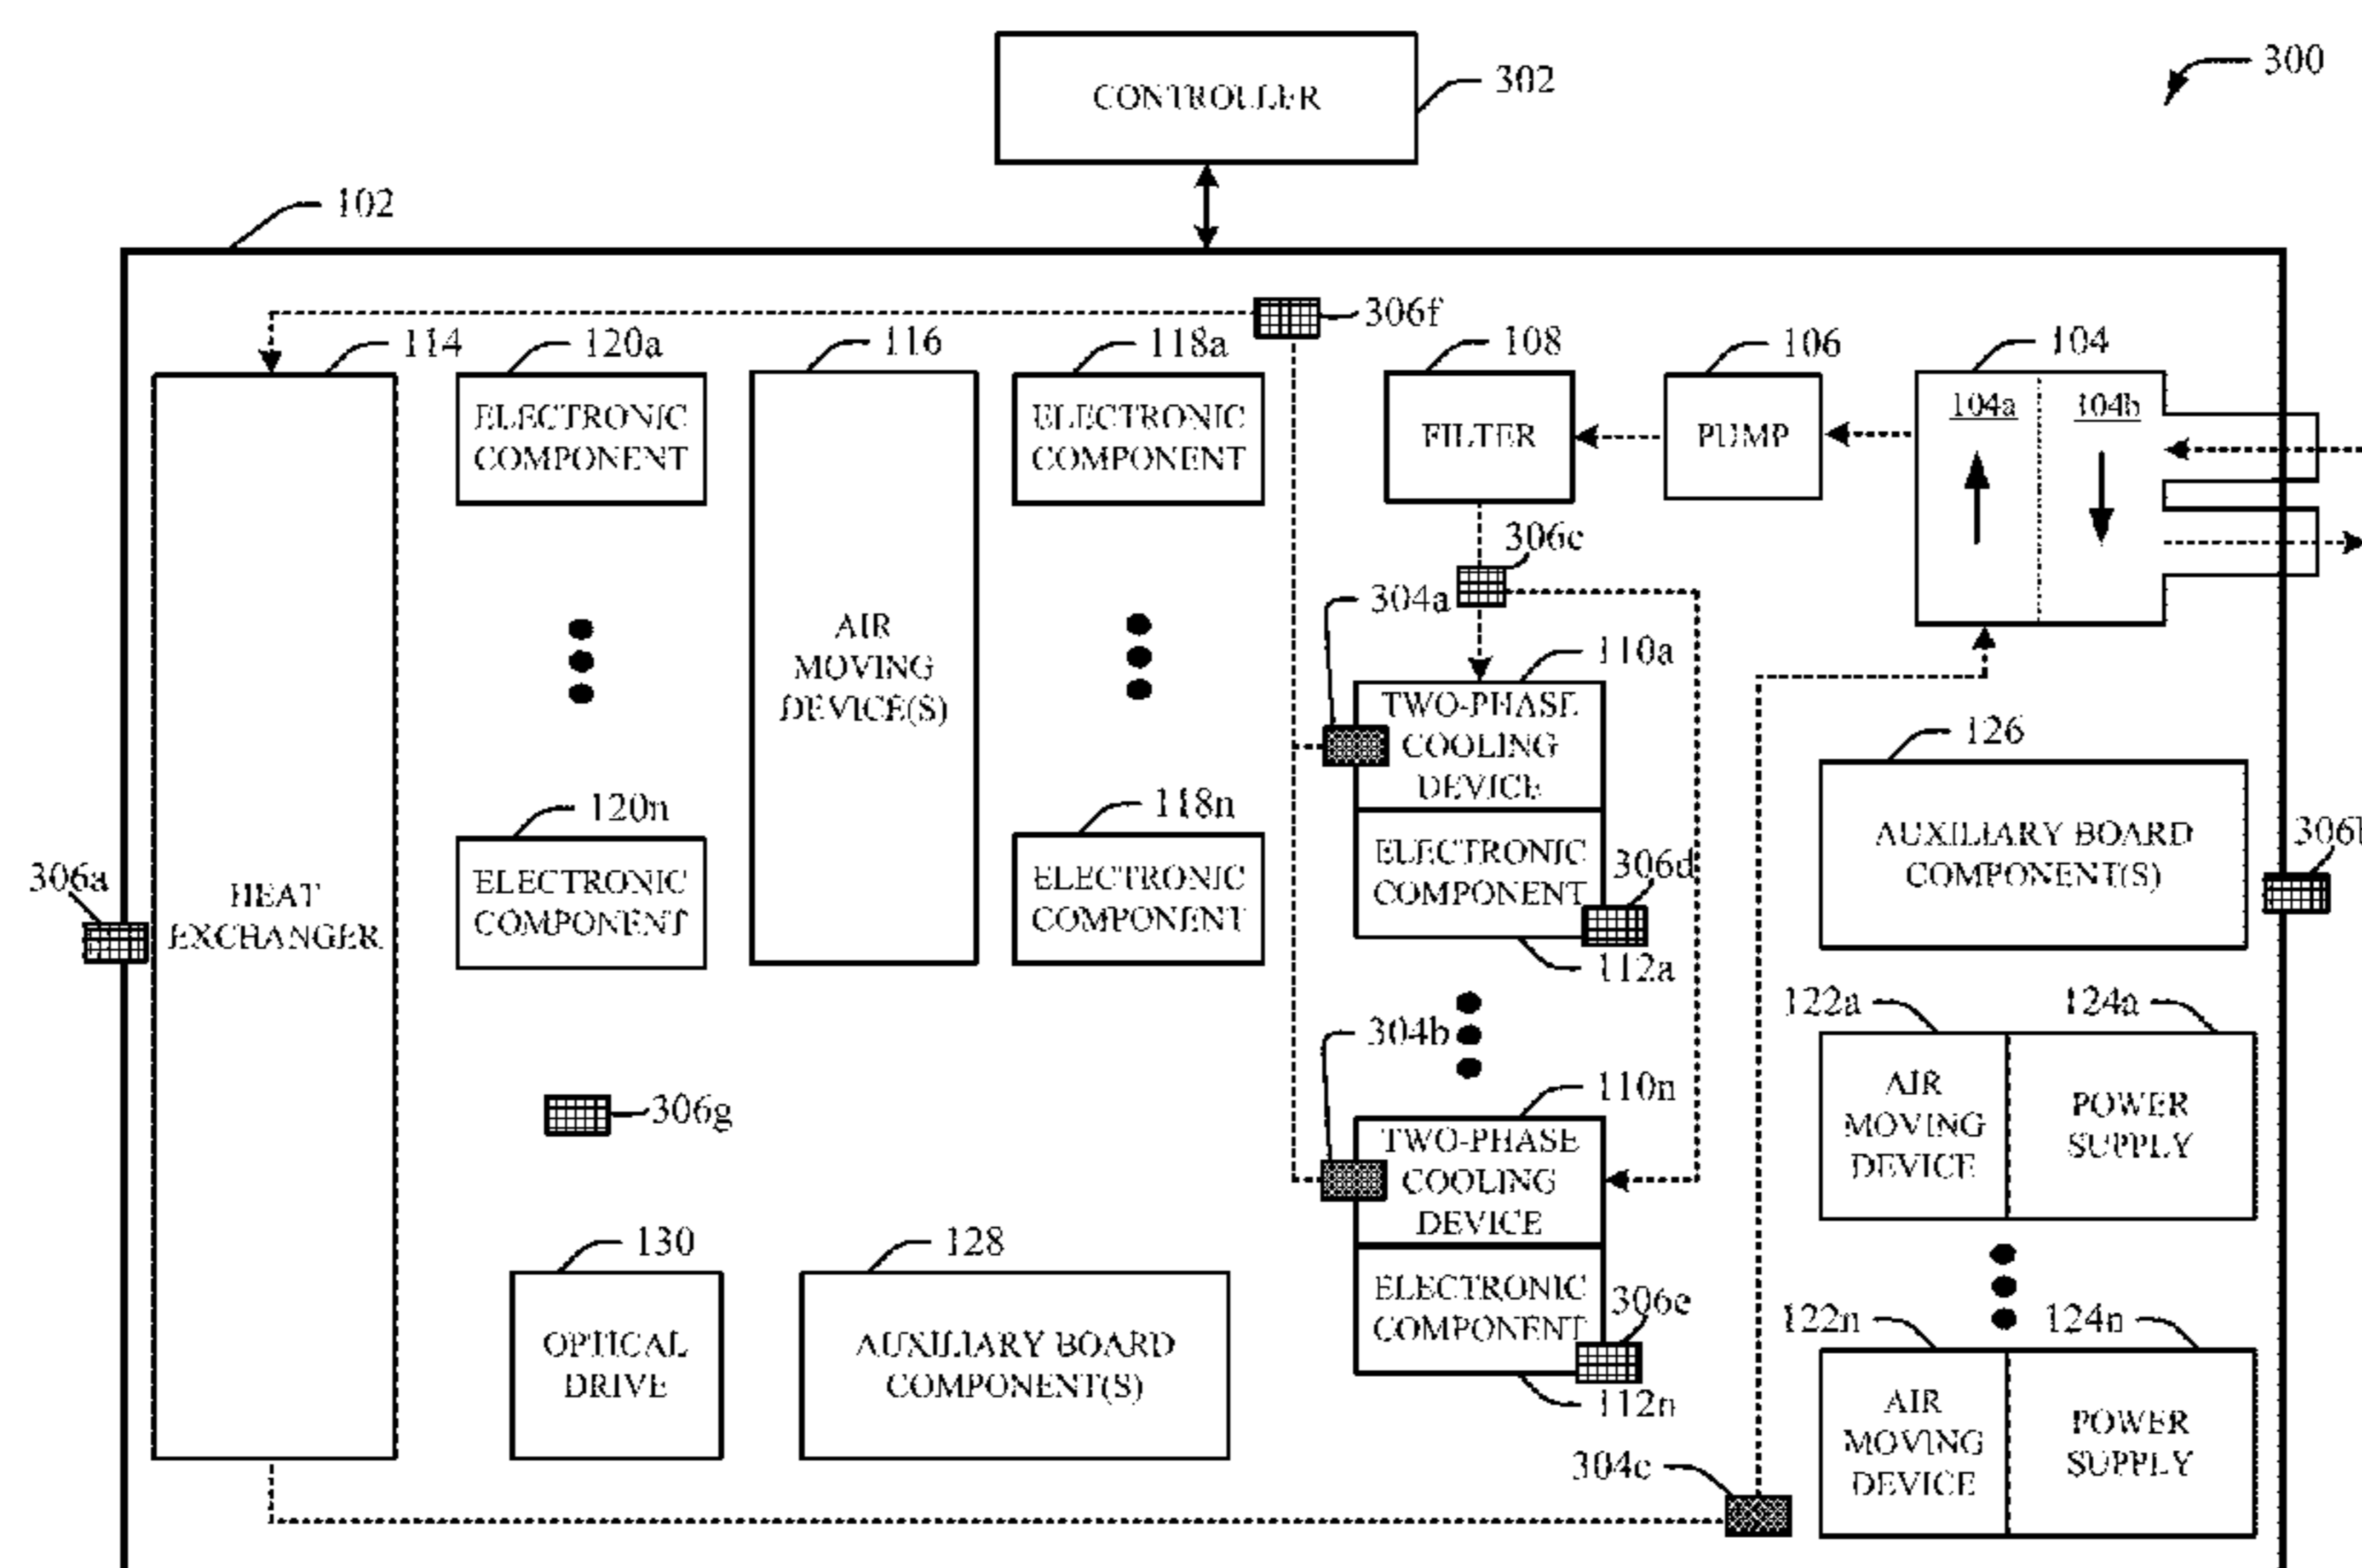 CONTROLLER
302
300
102
306f
114
120a
116
118a
108
106
104
ELECTRONIC
COMPONENT
ELECTRONIC
COMPONENT
FILTER
PUMP
104a
104b
306c
304a
AIR
MOVING
DEVICE(S)
110a
TWO-PHASE
COOLING
DEVICE
126
120n
118n
AUXILIARY BOARD
COMPONENT(S)
306a
HEAT
EXCHANGER
ELECTRONIC
COMPONENT
ELECTRONIC
COMPONENT
ELECTRONIC
COMPONENT
306d
306b
112a
122a
124a
304b
110n
306g
TWO-PHASE
COOLING
DEVICE
AIR
MOVING
DEVICE
POWER
SUPPLY
130
128
ELECTRONIC
COMPONENT
306e
122n
124n
OPTICAL
DRIVE
AUXILIARY BOARD
COMPONENT(S)
112n
304c
AIR
MOVING
DEVICE
POWER
SUPPLY